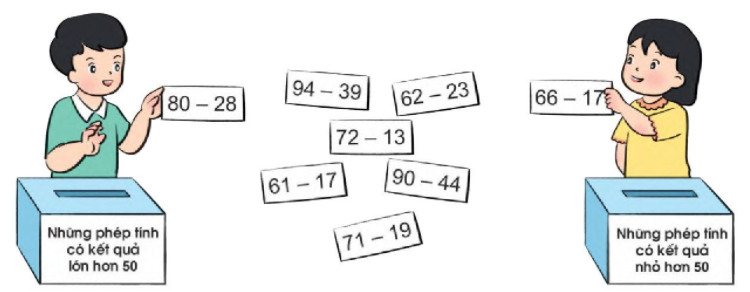 80 – 28
94 – 39
62 – 23
66 – 17
72 – 13
61 – 17
90 – 44
71 – 19
Những phép tính
có kết quả
lớn hơn 50
Những phép tính
có kết quả
nhỏ hơn 50